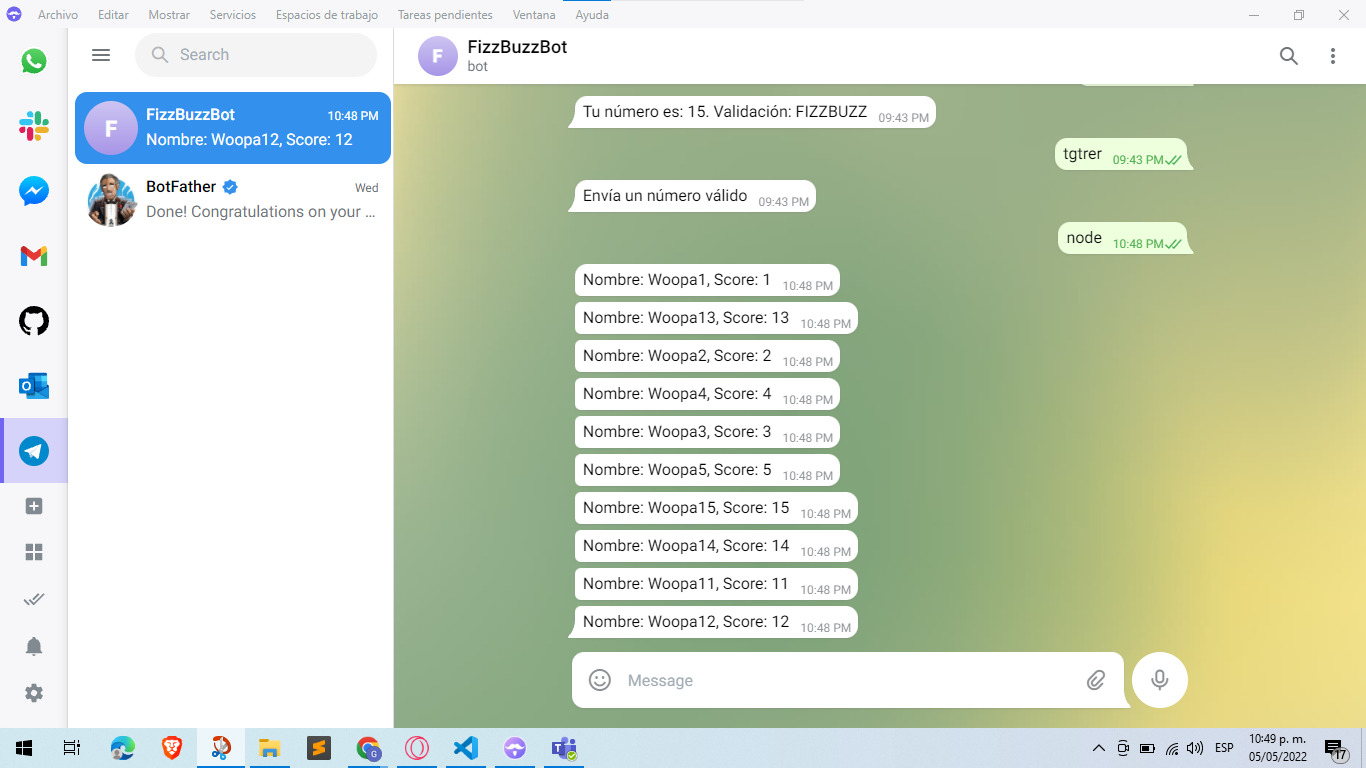 Archivo Editar Mostrar Servicios Espacios de trabajo Tareas pendientes Ventana Ayuda
Search
F
FizzBuzzBot
10:48 PM
Nombre: Woopa12, Score: 12
BotFather
Wed
Done! Congratulations on your ...
F
FizzBuzzBot
bot
Tu número es: 15. Validación: FIZZBUZZ 09:43 PM
tgtrer 09:43 PM
Envía un número válido 09:43 PM
node 10:48 PM
Nombre: Woopa1, Score: 1 10:48 PM
Nombre: Woopa13, Score: 13 10:48 PM
Nombre: Woopa2, Score: 2 10:48 PM
Nombre: Woopa4, Score: 4 10:48 PM
Nombre: Woopa3, Score: 3 10:48 PM
Nombre: Woopa5, Score: 5 10:48 PM
Nombre: Woopa15, Score: 15 10:48 PM
Nombre: Woopa14, Score: 14 10:48 PM
Nombre: Woopa11, Score: 11 10:48 PM
Nombre: Woopa12, Score: 12 10:48 PM
Message
ESP
10:49 p. m.
05/05/2022
17